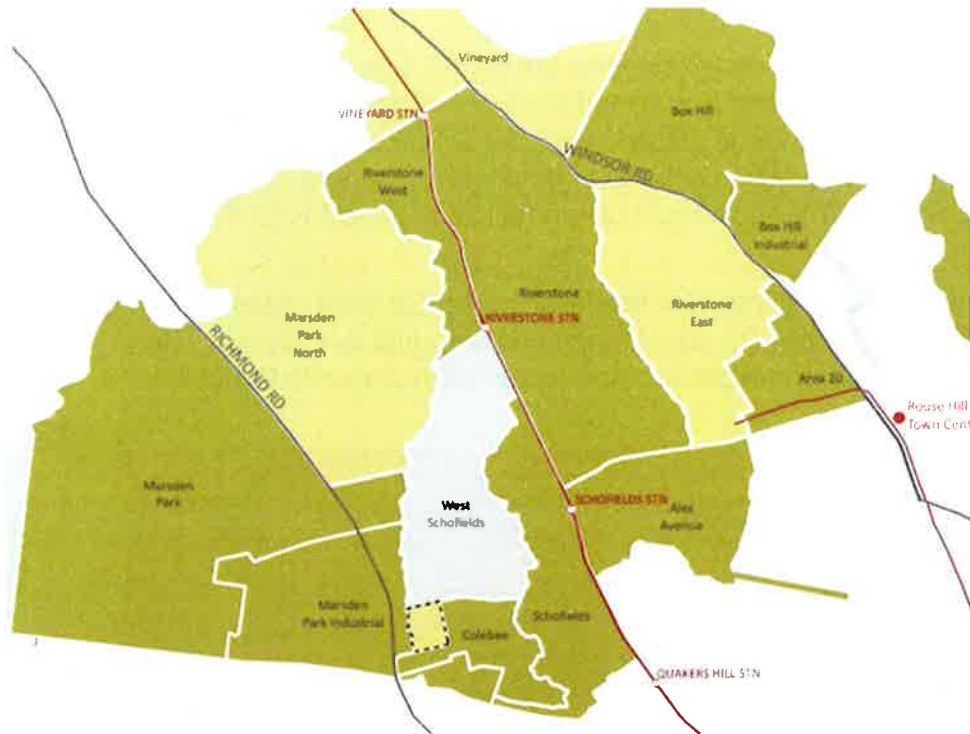 Vineyard
VINEYARD STN
Box Hill
WINDSOR RD
Riverstone
West
Box Hill
Industrial
Marsden
Park
North
Riverstone
RIVERSTONE STN
Riverstone
East
RICHMOND RD
Area 20
Rouse Hill
Town Cent
Marsden
Park
West
Schofields
SCHOFIELDS STN
Alex
Avenue
Marsden
Park Industrial
Colebee
Schofields
QUAKERS HILL STN